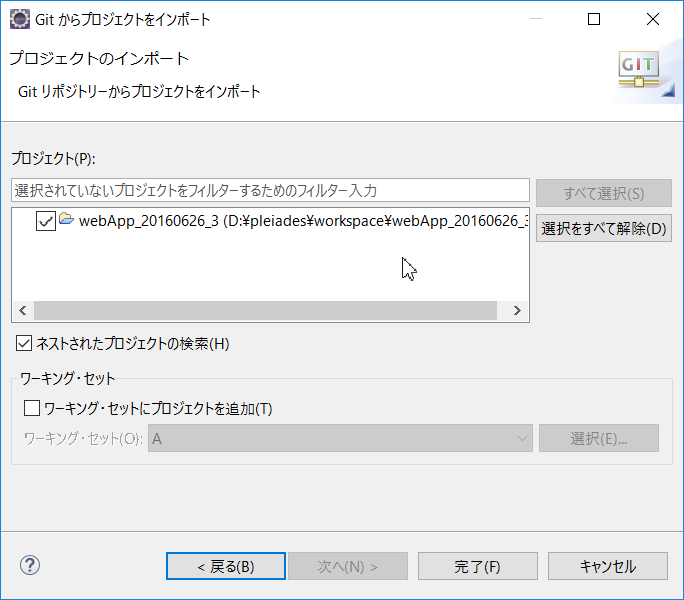 Git からプロジェクトをインポート
プロジェクトのインポート
Git リポジトリーからプロジェクトをインポート
GIT
プロジェクト(P):
選択されていないプロジェクトをフィルターするためのフィルター入力
すべて選択(S)
webApp_20160626_3 (D:¥pleiades¥workspace¥webApp_20160626_3
選択をすべて解除(D)
ネストされたプロジェクトの検索(H)
ワーキング・セット
ワーキング・セットにプロジェクトを追加(T)
ワーキング・セット(O): A 選択(E)...
? < 戻る(B) 次へ(N) > 完了(F) キャンセル